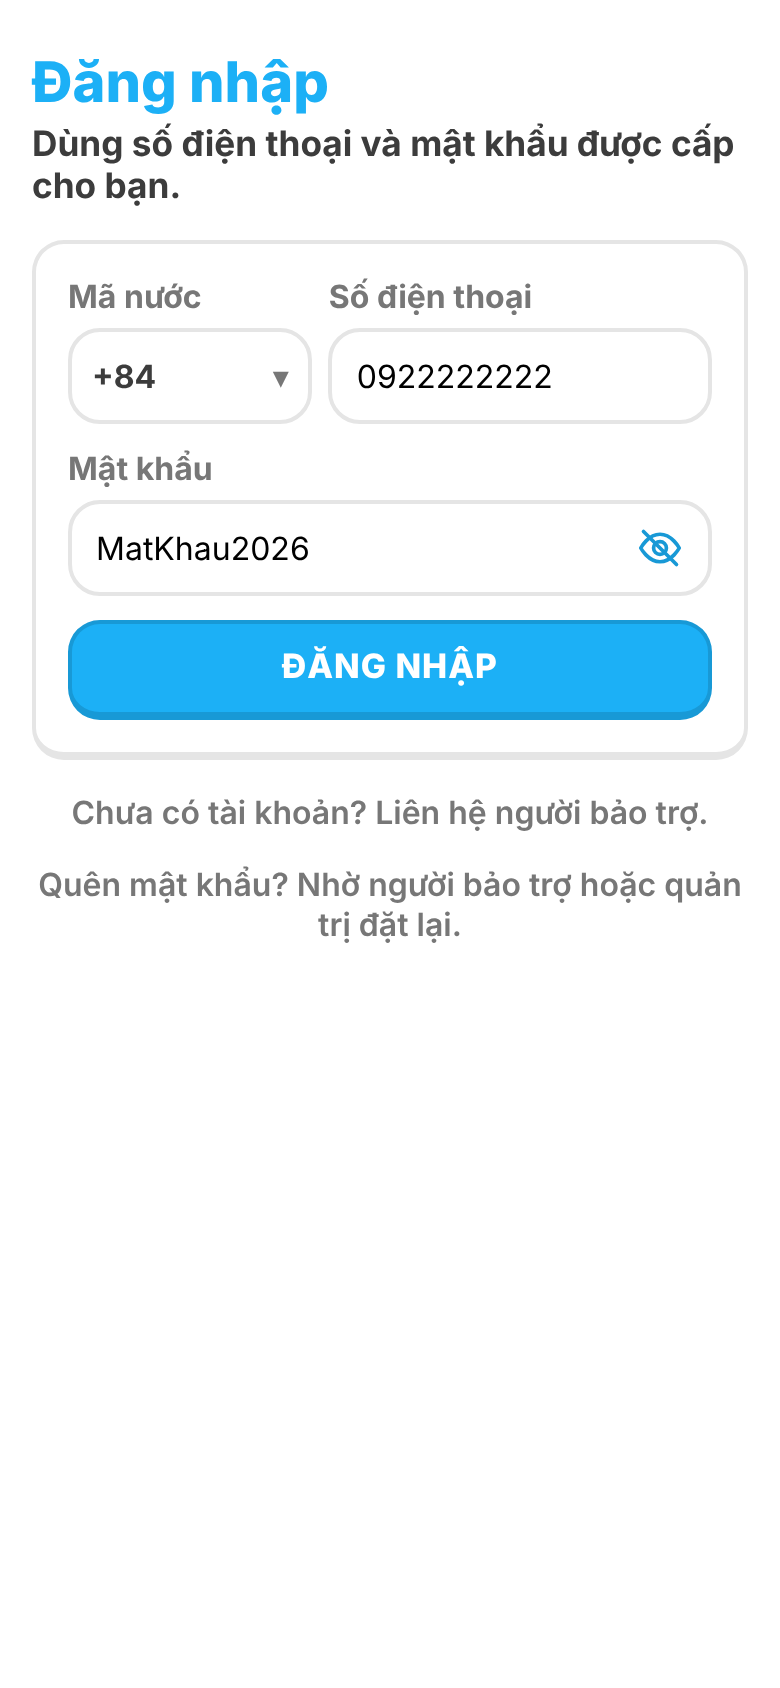 Đăng nhập
Dùng số điện thoại và mật khẩu được cấp
cho bạn.
Mã nước
Số điện thoại
+84 ▼
0922222222
Mật khẩu
MatKhau2026
ĐĂNG NHẬP
Chưa có tài khoản? Liên hệ người bảo trợ.
Quên mật khẩu? Nhờ người bảo trợ hoặc quản
trị đặt lại.